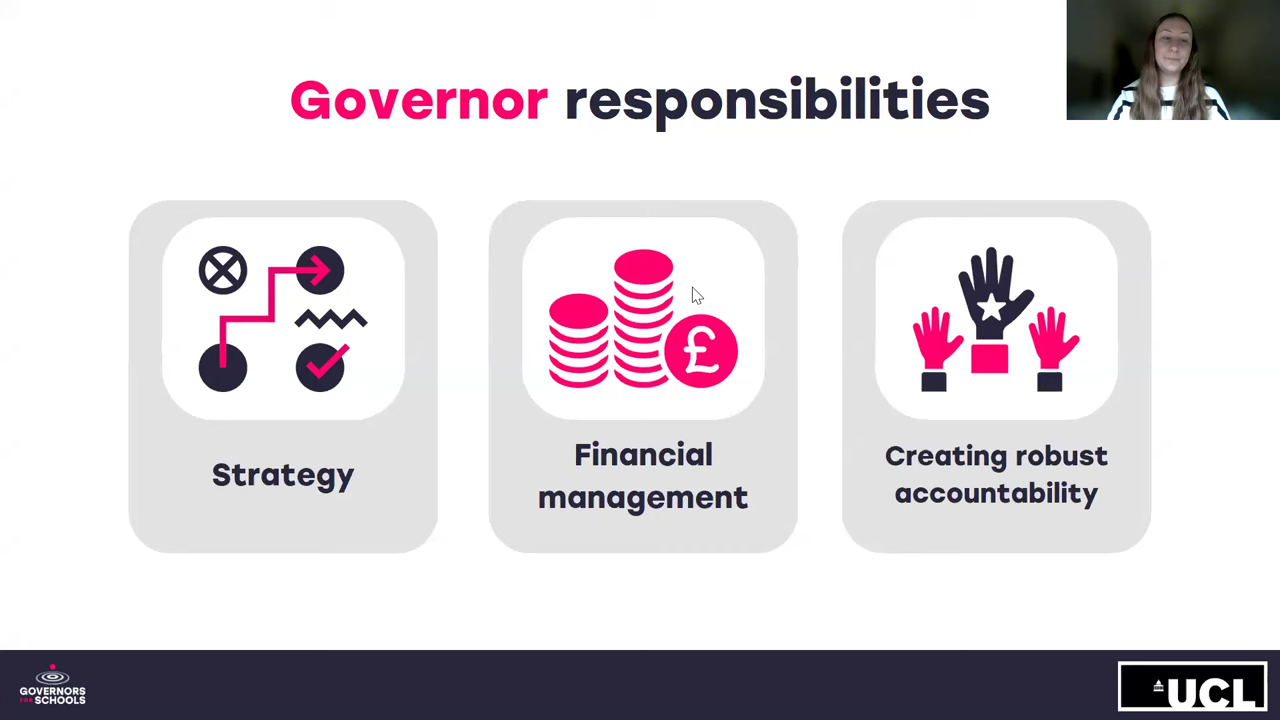 Governor responsibilities
Strategy
Financial
management
£
Creating robust
accountability
GOVERNORS
FOR SCHOOLS
UCL